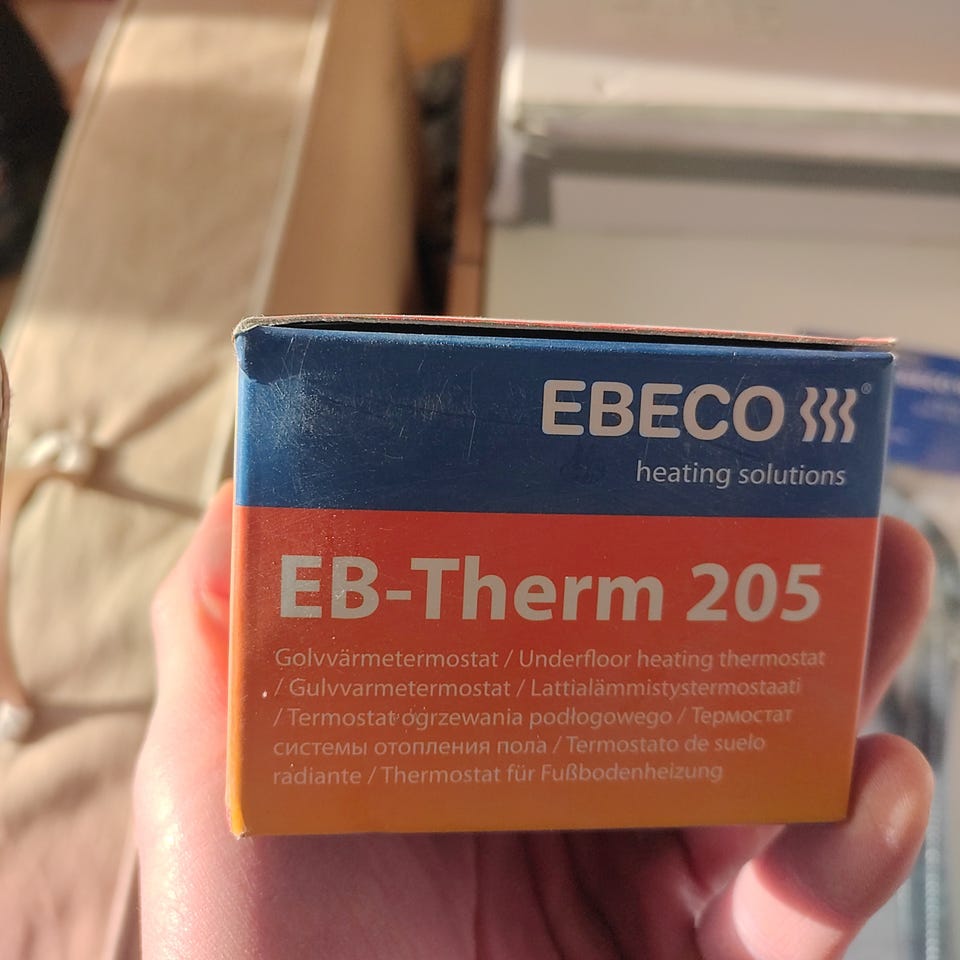 EBECO ®
heating solutions
EB-Therm 205
Golvvärmetermostat / Underfloor heating thermostat
/ Gulvvarmetermostat / Lattialämmistystermostaati
/ Termostat ogrzewania podłogowego / Термостат
системы отопления пола / Termostato de suelo
radiante / Thermostat für Fußbodenheizung